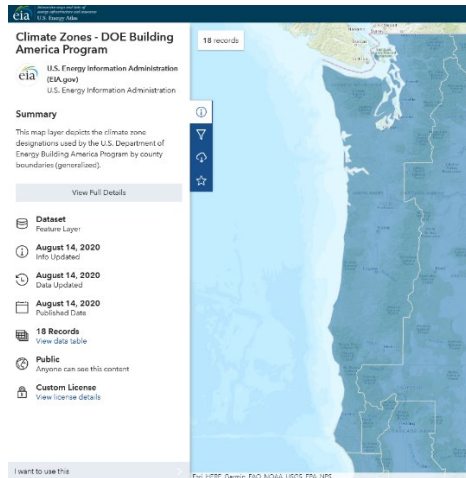 eia
U.S. Energy Atlas
Climate Zones - DOE Building
America Program
eia
U.S. Energy Information Administration
(EIA.gov)
U.S. Energy Information Administration
Summary
This map layer depicts the climate zone
designations used by the U.S. Department of
Energy Building America Program by county
boundaries (generalized).
View Full Details
Dataset
Feature Layer
August 14, 2020
Info Updated
August 14, 2020
Data Updated
August 14, 2020
Published Date
18 Records
View data table
Public
Anyone can see this content
Custom License
View license details
I want to use this
18 records
Esri, HERE, Garmin, FAO, NOAA, USGS, EPA, NPS